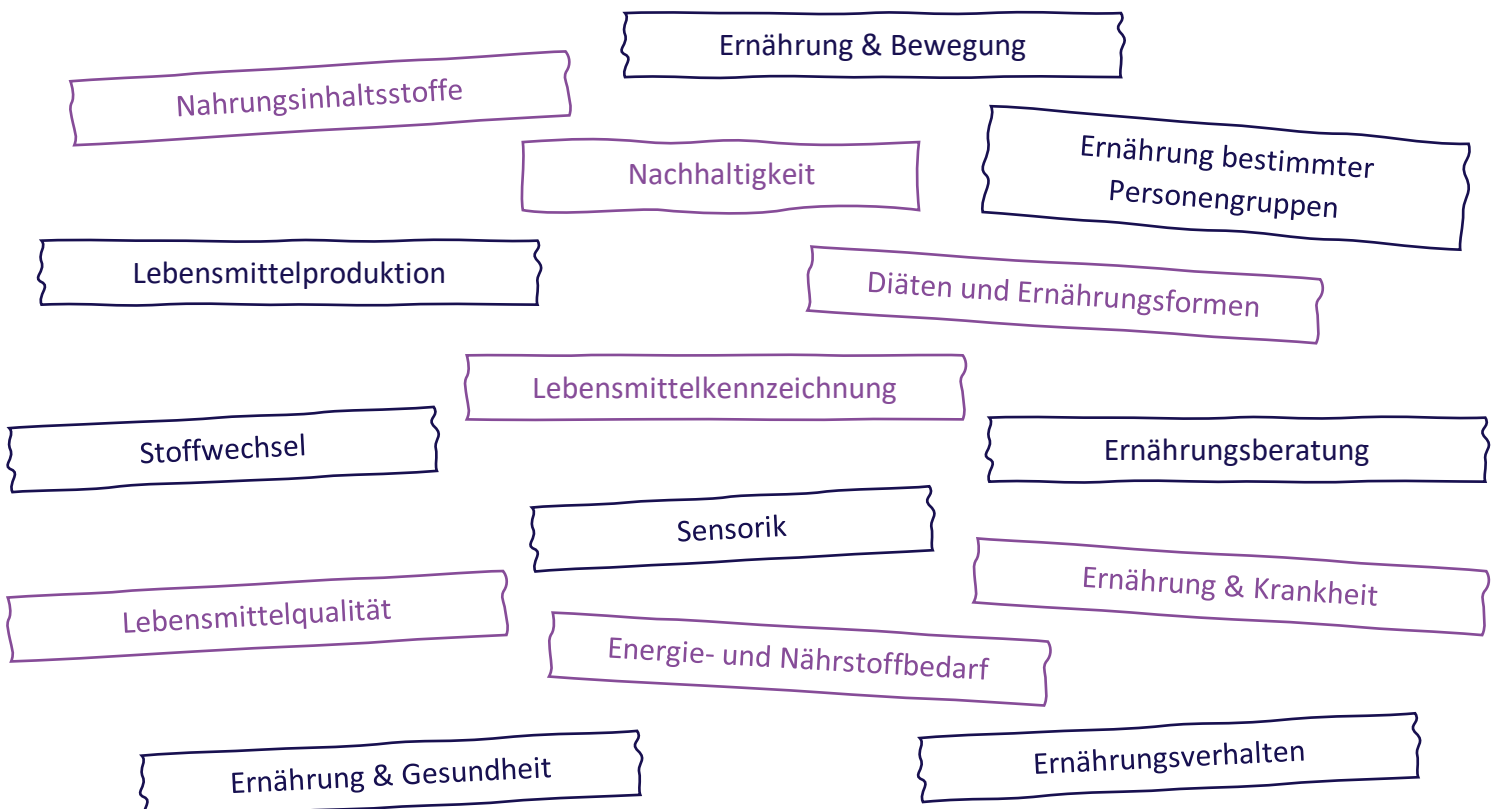 Ernährung & Bewegung
Nahrungsinhaltsstoffe
Nachhaltigkeit
Ernährung bestimmter
Personengruppen
Lebensmittelproduktion
Diäten und Ernährungsformen
Lebensmittelkennzeichnung
Stoffwechsel
Ernährungsberatung
Sensorik
Ernährung & Krankheit
Lebensmittelqualität
Energie- und Nährstoffbedarf
Ernährung & Gesundheit
Ernährungsverhalten